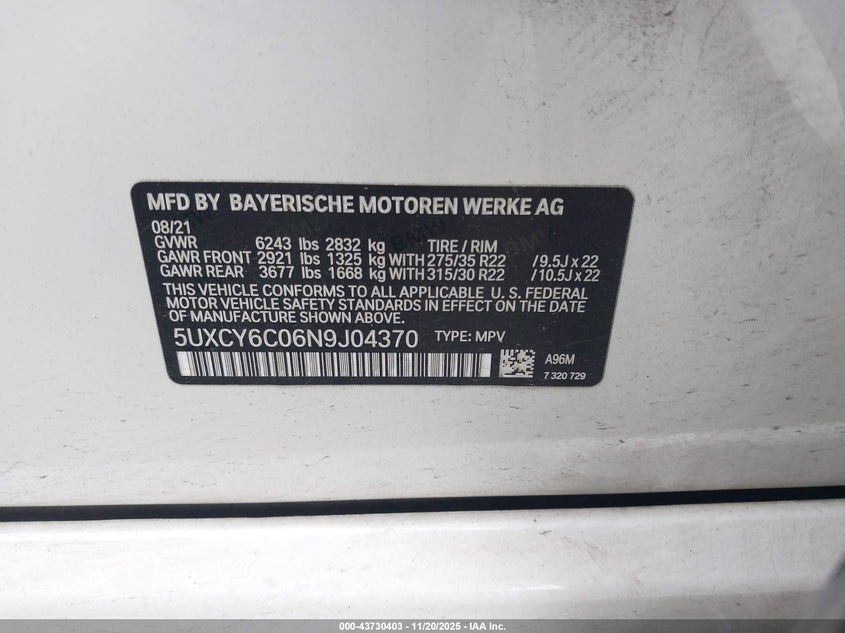 MFD BY BAYERISCHE MOTOREN WERKE AG
08/21
GVWR 6243 lbs 2832 kg TIRE / RIM
GAWR FRONT 2921 lbs 1325 kg WITH 275/35 R22 / 9.5J x 22
GAWR REAR 3677 lbs 1668 kg WITH 315/30 R22 / 10.5J x 22
THIS VEHICLE CONFORMS TO ALL APPLICABLE U. S. FEDERAL
MOTOR VEHICLE SAFETY STANDARDS IN EFFECT ON THE DATE
OF MANUFACTURE SHOWN ABOVE.
5UXCY6C06N9J04370 TYPE: MPV
A96M
7 320 729
000-43730403 - 11/20/2025 - IAA Inc.